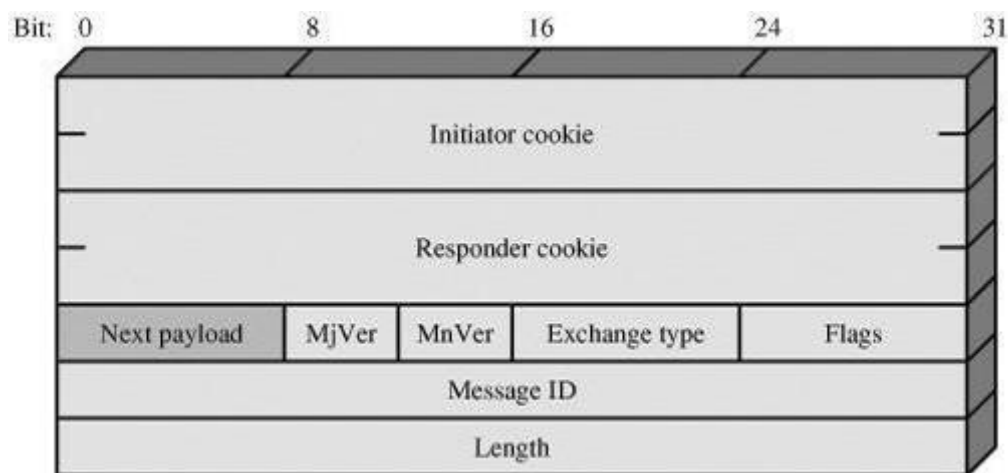 Bit: 0 8 16 24 31
Initiator cookie
Responder cookie
Next payload MjVer MnVer Exchange type Flags
Message ID
Length